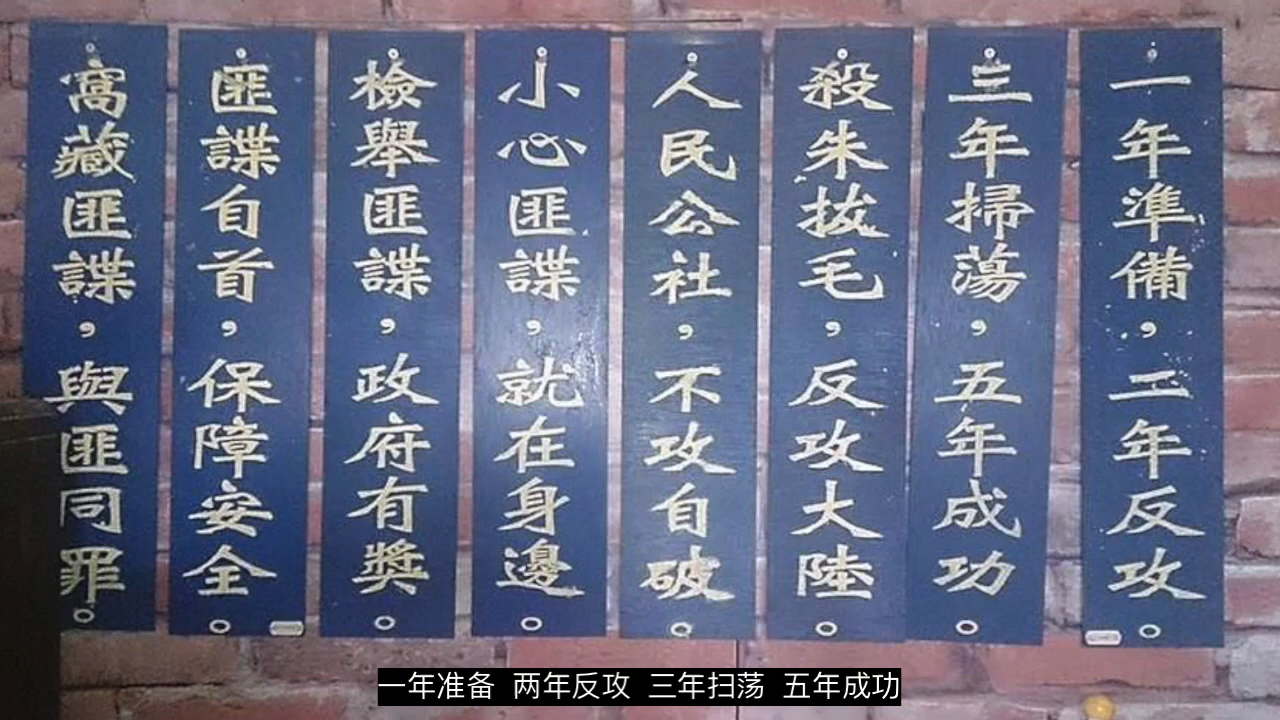 一年準備，二年反攻
三年掃蕩，五年成功
殺朱拔毛，反攻大陸
人民公社，不攻自破
小心匪諜，就在身邊
檢舉匪諜，政府有獎
匪諜自首，保障安全
窩藏匪諜，與匪同罪
一年准备 两年反攻 三年扫荡 五年成功